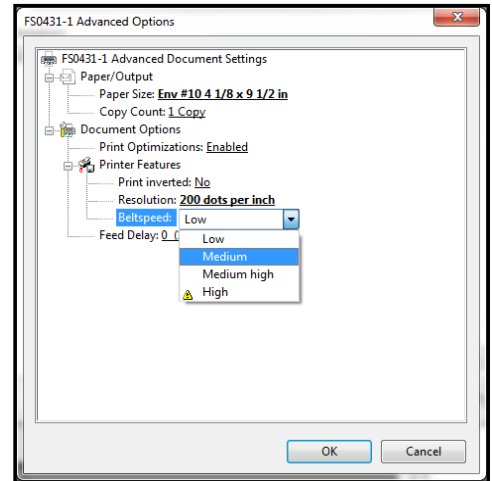 FS0431-1 Advanced Options
FS0431-1 Advanced Document Settings
Paper/Output
Paper Size: Env #10 4 1/8 x 9 1/2 in
Copy Count: 1 Copy
Document Options
Print Optimizations: Enabled
Printer Features
Print inverted: No
Resolution: 200 dots per inch
Beltspeed: Low
Feed Delay: 0
Low
Medium
Medium high
High
OK Cancel